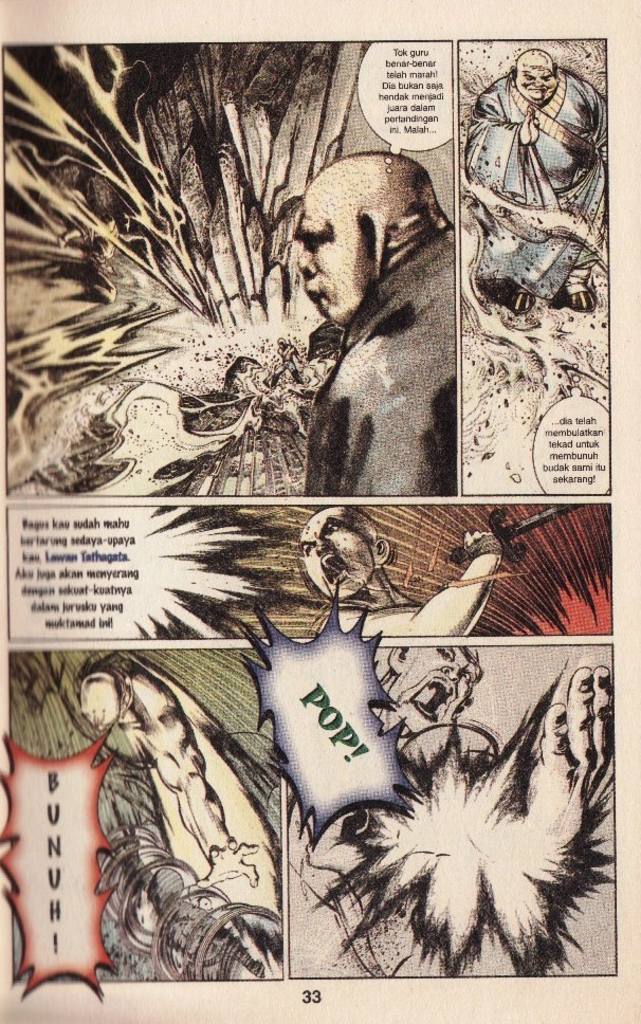 Tok guru
benar-benar
telah marah!
Dia bukan saja
hendak menjadi
juara dalam
pertandingan
ini. Malah...
...dia telah
membulatkan
tekad untuk
membunuh
budak sami itu
sekarang!
Bagus kau sudah mahu
bertarung sedaya-upaya
kau, Lawan Tathagata.
Aku juga akan menyerang
dengan sekuat-kuatnya
dalam jurusku yang
muktamad ini!
POP!
BUNUH!
33